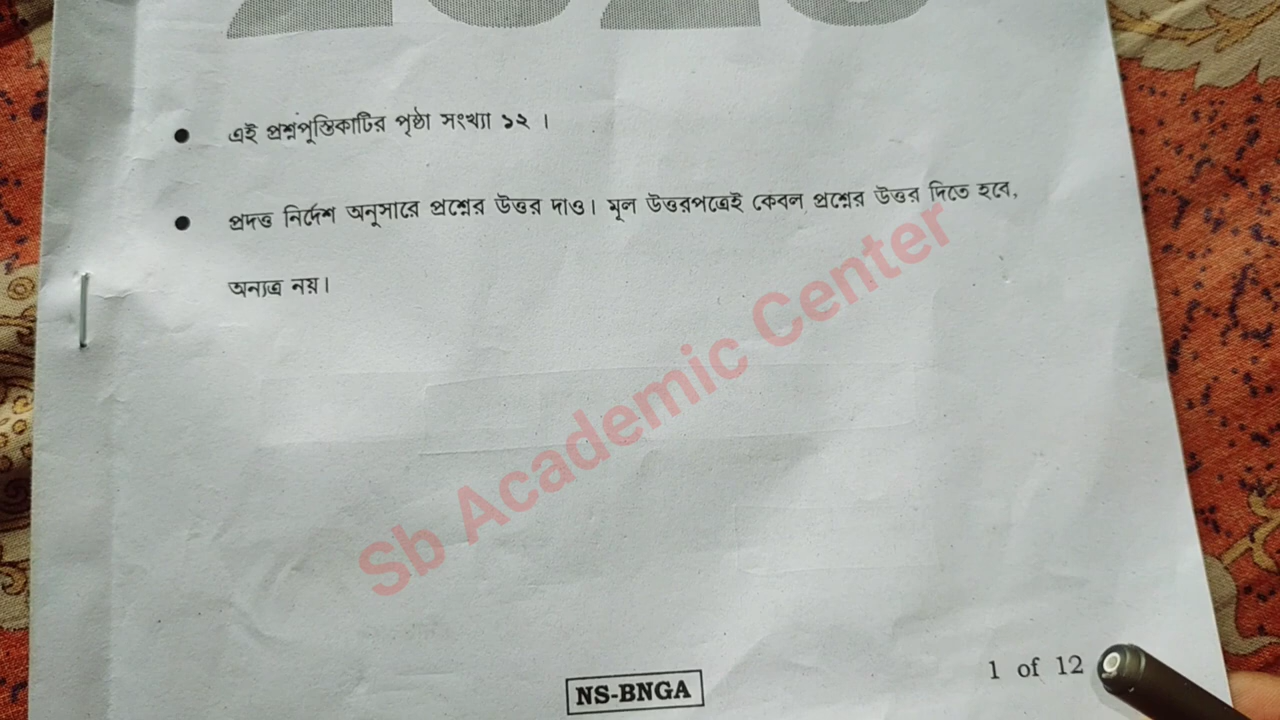 • এই প্রশ্নপুস্তিকাটির পৃষ্ঠা সংখ্যা ১২ ।
• প্রদত্ত নির্দেশ অনুসারে প্রশ্নের উত্তর দাও। মূল উত্তরপত্রেই কেবল প্রশ্নের উত্তর দিতে হবে,
অন্যত্র নয়।
Sb Academic Center
NS-BNGA
1 of 12